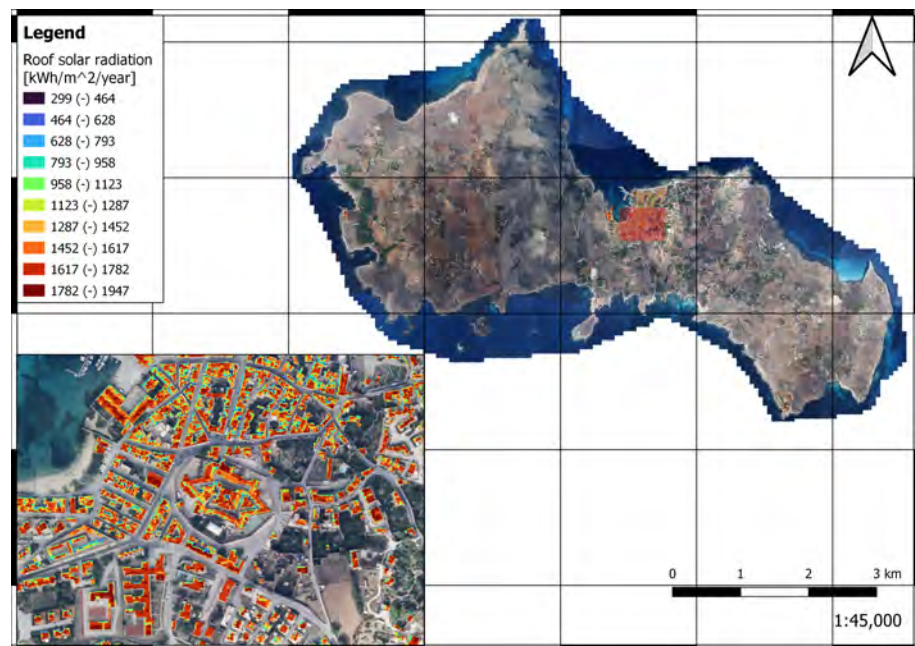 Legend
Roof solar radiation
[kWh/m^2/year]
299 (-) 464
464 (-) 628
628 (-) 793
793 (-) 958
958 (-) 1123
1123 (-) 1287
1287 (-) 1452
1452 (-) 1617
1617 (-) 1782
1782 (-) 1947
0 1 2 3 km
1:45,000